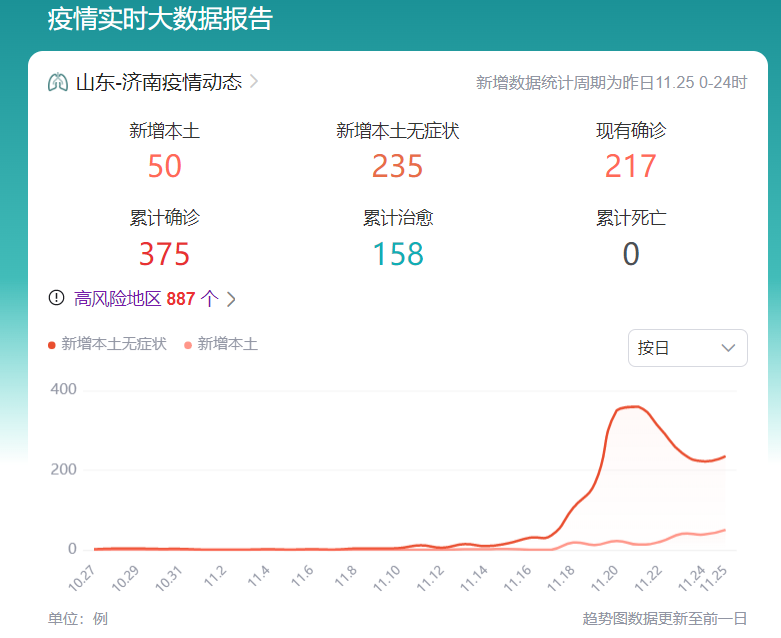 疫情实时大数据报告
山东-济南疫情动态
新增数据统计周期为昨日11.25 0-24时
新增本土 新增本土无症状 现有确诊
50 235 217
累计确诊 累计治愈 累计死亡
375 158 0
高风险地区 887 个
新增本土无症状 新增本土
按日
400
200
0
10.27 10.29 10.31 11.2 11.4 11.6 11.8 11.10 11.12 11.14 11.16 11.18 11.20 11.22 11.24 11.25
单位：例 趋势图数据更新至前一日